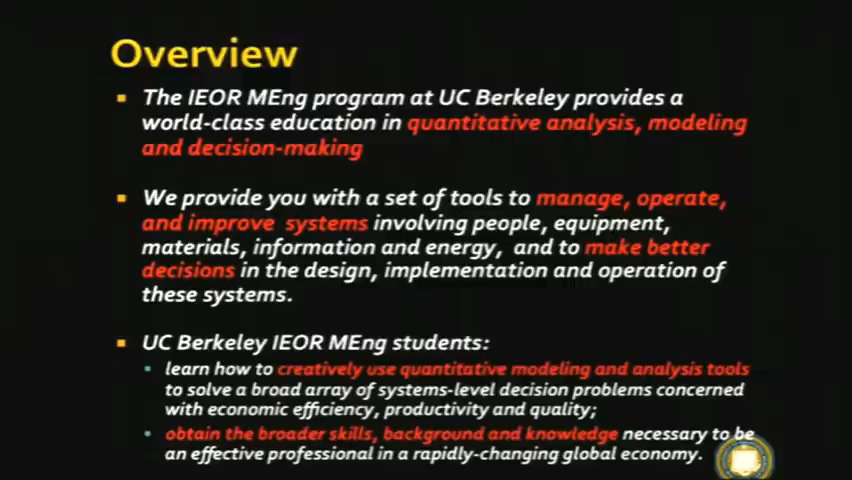 Overview
The IEOR MEng program at UC Berkeley provides a
world-class education in quantitative analysis, modeling
and decision-making
We provide you with a set of tools to manage, operate,
and improve systems involving people, equipment,
materials, information and energy, and to make better
decisions in the design, implementation and operation of
these systems.
UC Berkeley IEOR MEng students:
learn how to creatively use quantitative modeling and analysis tools
to solve a broad array of systems-level decision problems concerned
with economic efficiency, productivity and quality;
obtain the broader skills, background and knowledge necessary to be
an effective professional in a rapidly-changing global economy.